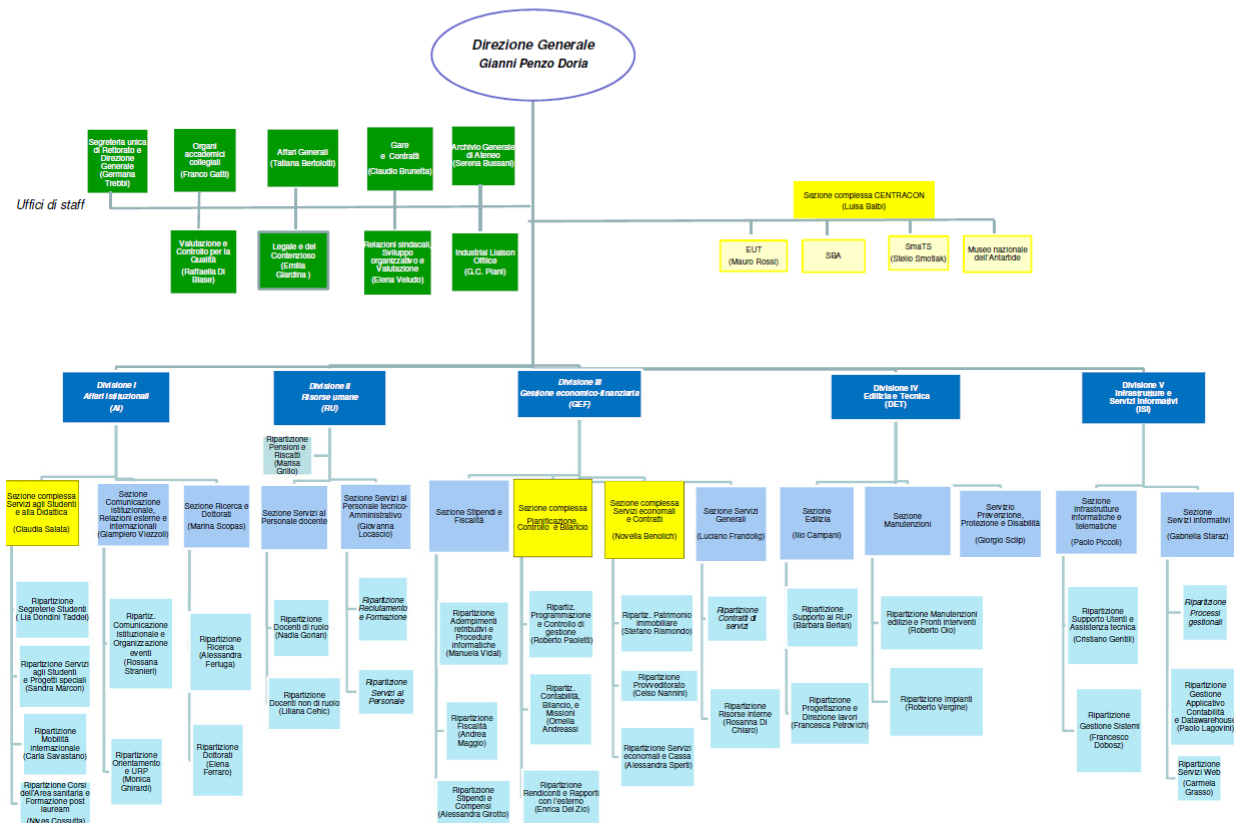 Direzione Generale
Gianni Penzo Doria
Segreteria unica
di Rettorato e
Direzione
Generale
(Germana
Trebbi)
Organi
accademici
collegiali
(Franco Gatti)
Affari Generali
(Tatiana Bertolotti)
Gare
e Contratti
(Claudio Brunetta)
Archivio Generale
di Ateneo
(Serena Bussani)
Uffici di staff
Valutazione e
Controllo per la
Qualità
(Raffaella Di
Biase)
Legale e del
Contenzioso
(Emilia
Giardina )
Relazioni sindacali,
Sviluppo
organizzativo e
Valutazione
(Elena Veludo)
Industrial Liaison
Office
(G.C. Piani)
Sezione complessa CENTRACON
(Luisa Balbi)
EUT
(Mauro Rossi)
SBA
SmaTS
(Stelio Smotlak)
Museo nazionale
dell'Antartide
Divisione I
Affari Istituzionali
(AI)
Divisione II
Risorse umane
(RU)
Divisione III
Gestione economico-finanziaria
(GEF)
Divisione IV
Edilizia e Tecnica
(DET)
Divisione V
Infrastrutture e
Servizi Informativi
(ISI)
Ripartizione
Pensioni e
Riscatti
(Marisa
Grillo)
Sezione complessa
Servizi agli Studenti
e alla Didattica
(Claudia Salata)
Sezione
Comunicazione
istituzionale,
Relazioni esterne e
internazionali
(Giampiero Viezzoli)
Sezione Ricerca e
Dottorati
(Marina Scopas)
Sezione Servizi al
Personale docente
Sezione Servizi al
Personale tecnico-
Amministrativo
(Giovanna
Locascio)
Sezione Stipendi e
Fiscalità
Sezione complessa
Pianificazione,
Controllo e Bilancio
Sezione complessa
Servizi economali
e Contratti
(Novella Benolich)
Sezione Servizi
Generali
(Luciano Frandolig)
Sezione
Edilizia
(Ilio Campani)
Sezione
Manutenzioni
Servizio
Prevenzione,
Protezione e Disabilità
(Giorgio Sclip)
Sezione
Infrastrutture
informatiche e
telematiche
(Paolo Piccoli)
Sezione
Servizi informativi
(Gabriella Staraz)
Ripartizione
Segreterie Studenti
( Lia Dondini Taddei)
Ripartizione Servizi
agli Studenti
e Progetti speciali
(Sandra Marcon)
Ripartizione
Mobilità
internazionale
(Carla Savastano)
Ripartizione Corsi
dell'Area sanitaria e
Formazione post
lauream
(Nives Cossutta)
Ripartiz.
Comunicazione
istituzionale e
Organizzazione
eventi
(Rossana
Stranieri)
Ripartizione
Orientamento
e URP
(Monica
Ghirardi)
Ripartizione
Ricerca
(Alessandra
Ferluga)
Ripartizione
Dottorati
(Elena
Ferraro)
Ripartizione
Docenti di ruolo
(Nadia Gorian)
Ripartizione
Docenti non di ruolo
(Liliana Cehic)
Ripartizione
Reclutamento
e Formazione
Ripartizione
Servizi al
Personale
Ripartizione
Adempimenti
retributivi e
Procedure
informatiche
(Manuela Vidal)
Ripartizione
Fiscalità
(Andrea
Maggio)
Ripartizione
Stipendi e
Compensi
(Alessandra Girotto)
Ripartiz.
Programmazione
e Controllo di
gestione
(Roberto Paoletti)
Ripartiz.
Contabilità,
Bilancio, e
Missioni
(Ornella
Andreassi
Ripartizione
Rendiconti e Rapporti
con l'esterno
(Enrica Del Zio)
Ripartiz. Patrimonio
immobiliare
(Stefano Rismondo)
Ripartizione
Provveditorato
(Celso Nannini)
Ripartizione Servizi
economali e Cassa
(Alessandra Sperti)
Ripartizione
Contratti di
servizi
Ripartizione
Risorse interne
(Rosanna Di
Chiaro)
Ripartizione
Supporto ai RUP
(Barbara Berlan)
Ripartizione
Progettazione e
Direzione lavori
(Francesca Petrovich)
Ripartizione Manutenzioni
edilizie e Pronti interventi
(Roberto Oio)
Ripartizione Impianti
(Roberto Vergine)
Ripartizione
Supporto Utenti e
Assistenza tecnica
(Cristiano Gentili)
Ripartizione
Gestione Sistemi
(Francesco
Dobosz)
Ripartizione
Processi
gestionali
Ripartizione
Gestione
Applicativo
Contabilità
e Datawarehouse
(Paolo Lagovini)
Ripartizione
Servizi Web
(Carmela
Grasso)